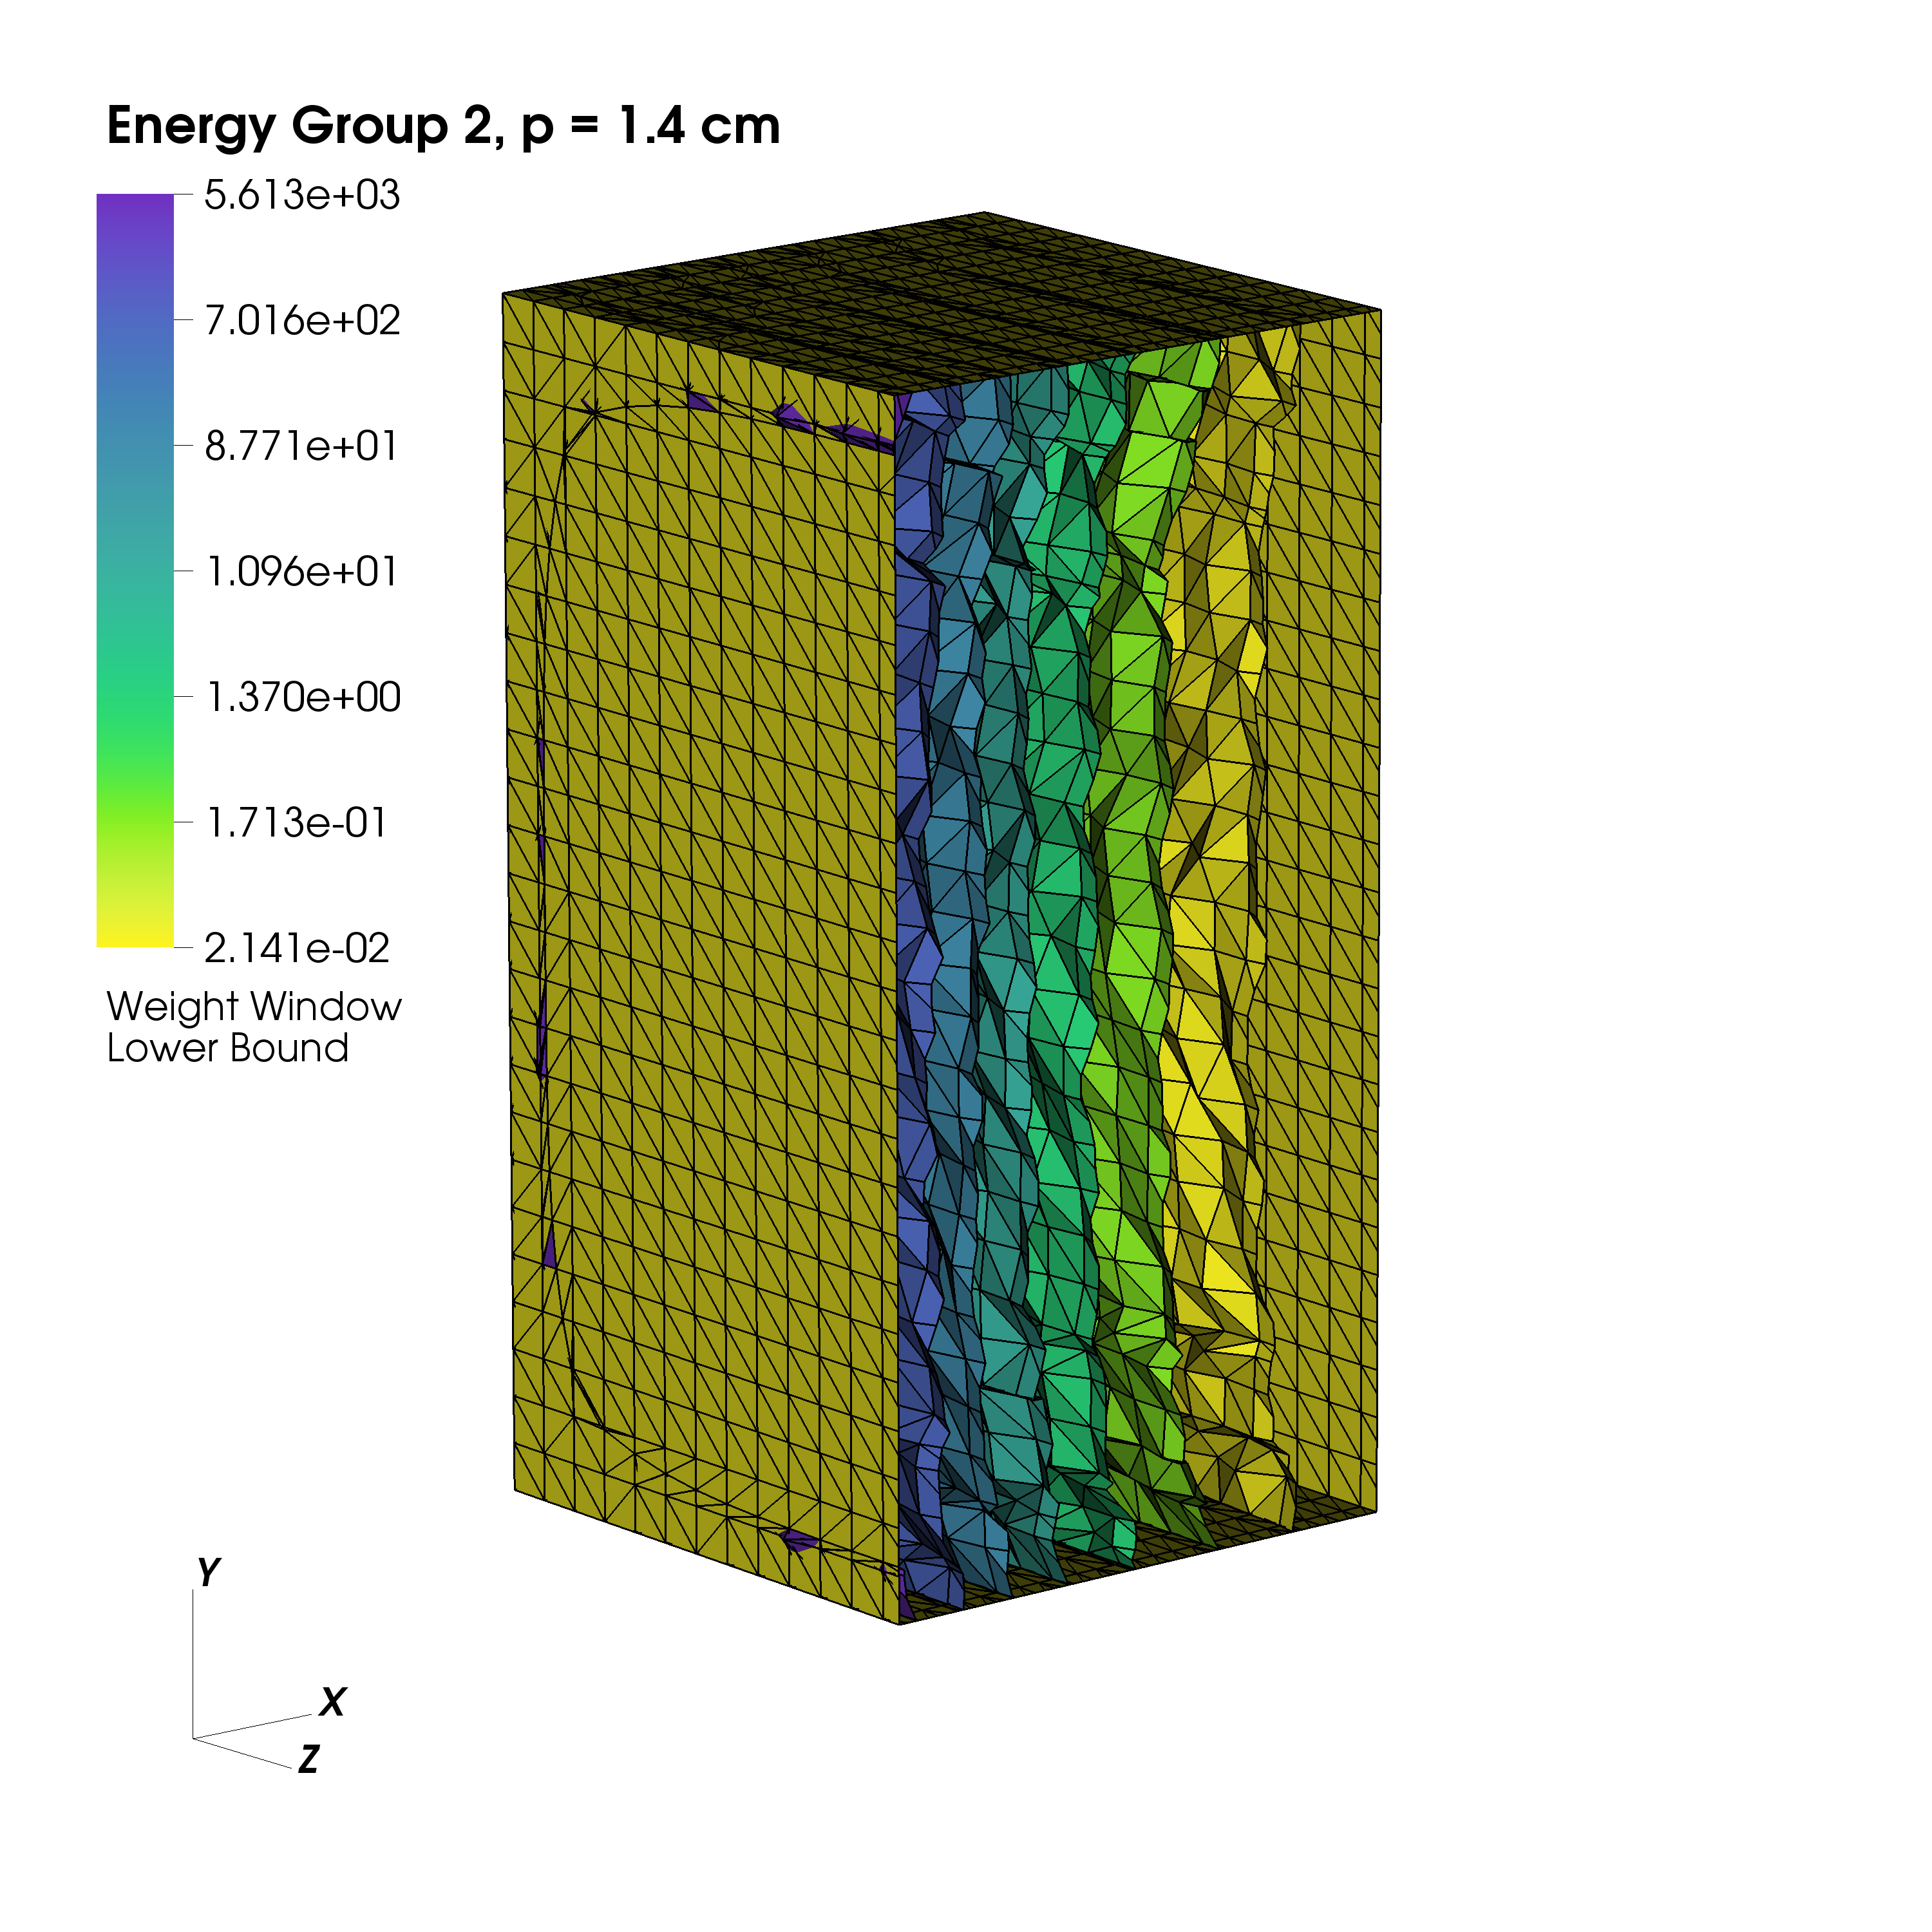 Energy Group 2, p = 1.4 cm
5.613e+03
7.016e+02
8.771e+01
1.096e+01
1.370e+00
1.713e-01
2.141e-02
Weight Window
Lower Bound
Y
X
Z